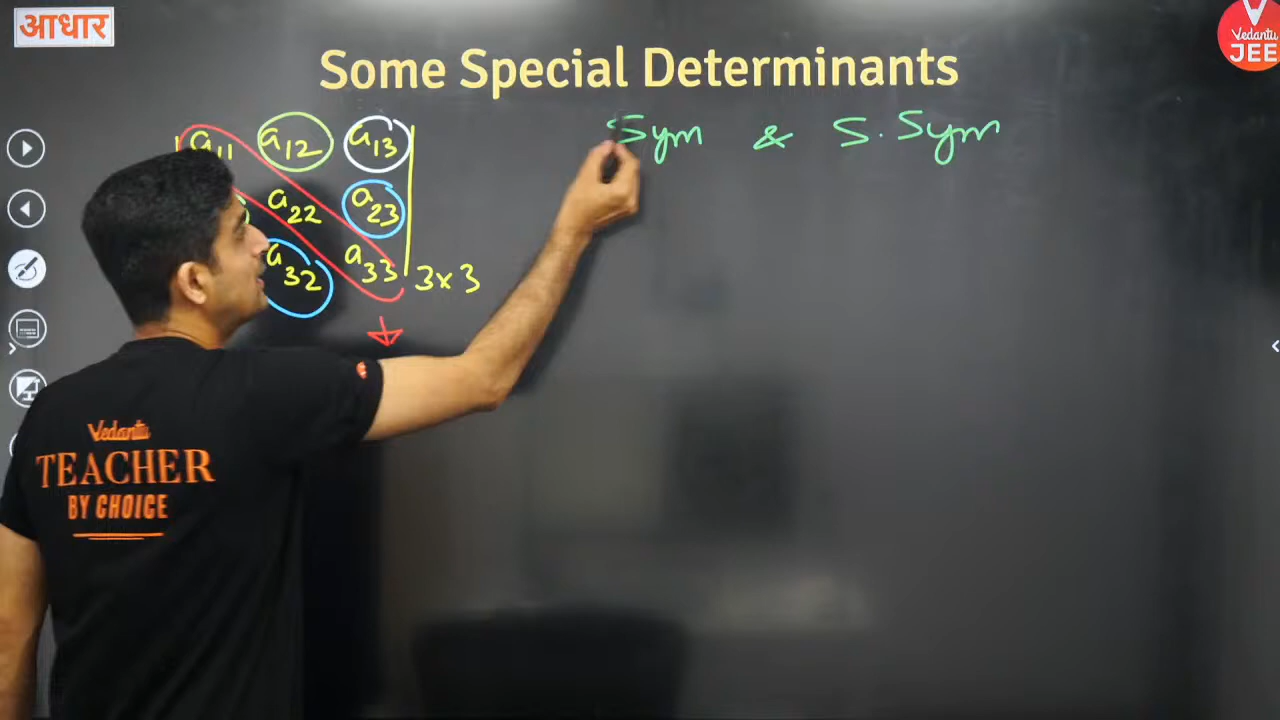 आधार
Vedantu
JEE
Some Special Determinants
a11 a12 a13
a22 a23
a32 a33 3x3
Sym & S. Sym
Vedantu
TEACHER
BY CHOICE